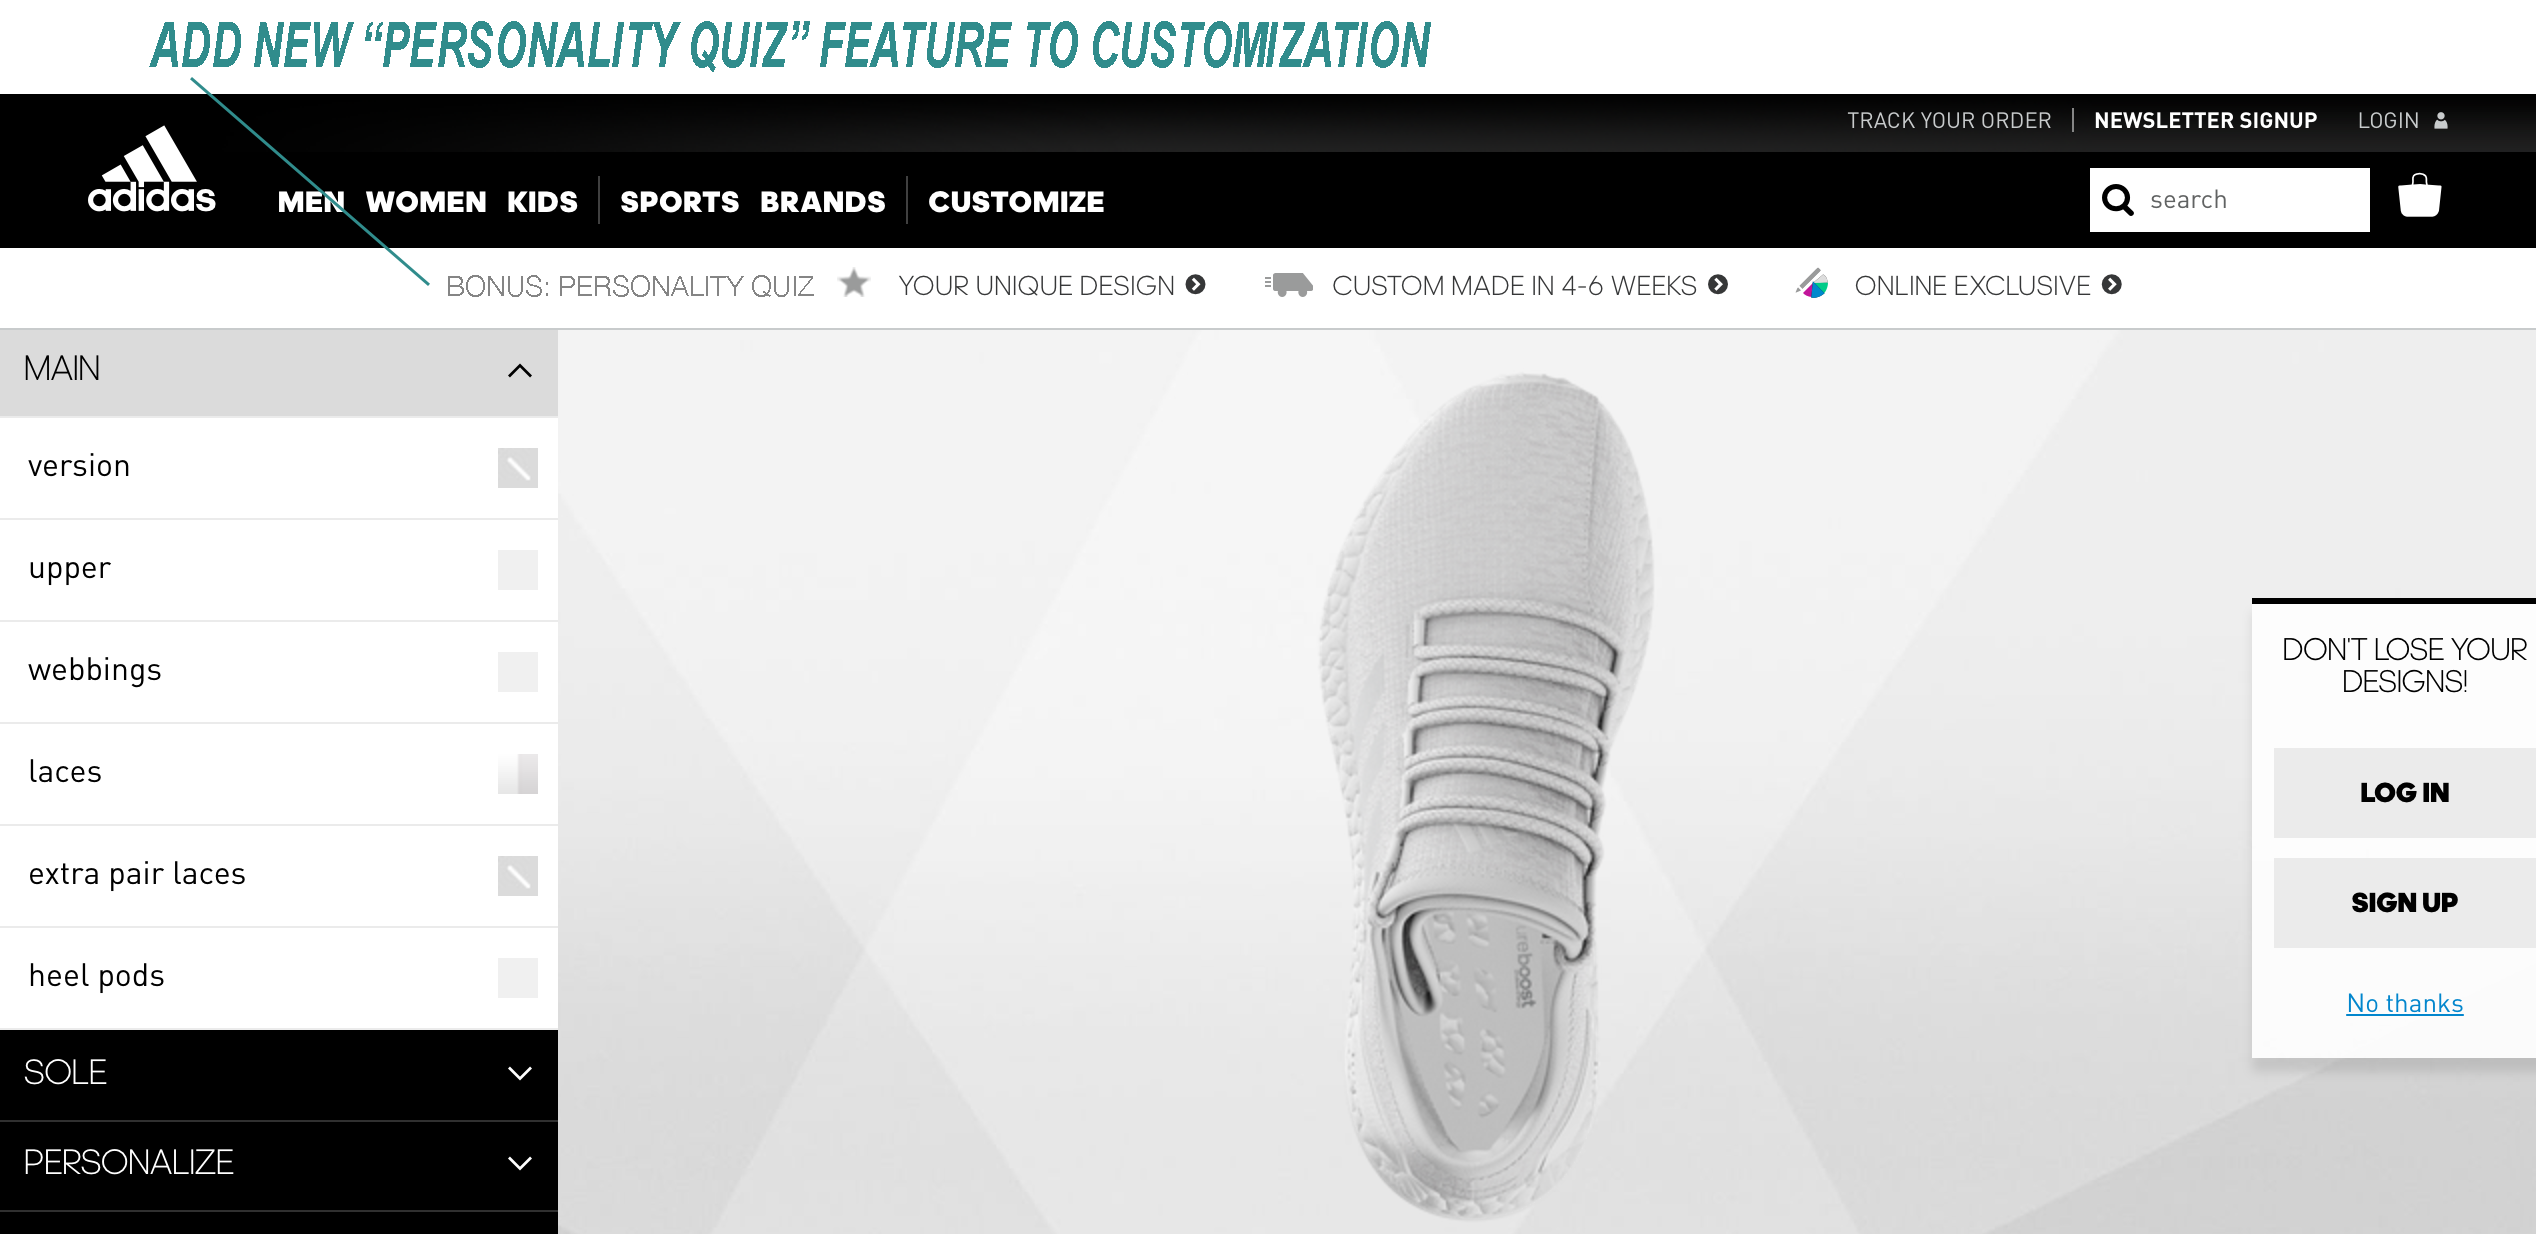 ADD NEW “PERSONALITY QUIZ” FEATURE TO CUSTOMIZATION
TRACK YOUR ORDER
NEWSLETTER SIGNUP
LOGIN
adidas
MEN WOMEN KIDS SPORTS BRANDS CUSTOMIZE
search
BONUS: PERSONALITY QUIZ
YOUR UNIQUE DESIGN
CUSTOM MADE IN 4-6 WEEKS
ONLINE EXCLUSIVE
MAIN
version
upper
webbings
laces
extra pair laces
heel pods
SOLE
PERSONALIZE
ureboost
DON'T LOSE YOUR
DESIGNS!
LOG IN
SIGN UP
No thanks